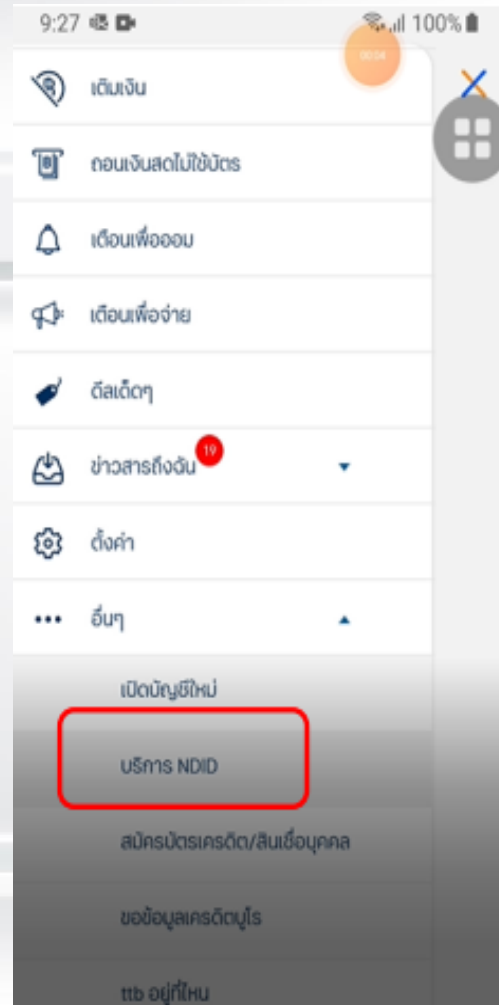 9:27 100%
00:04
เติมเงิน
ถอนเงินสดไม่ใช้บัตร
เตือนเพื่อออม
เตือนเพื่อจ่าย
ดีลเด็ดๆ
ข่าวสารถึงฉัน 19
ตั้งค่า
อื่นๆ
เปิดบัญชีใหม่
บริการ NDID
สมัครบัตรเครดิต/สินเชื่อบุคคล
ขอข้อมูลเครดิตบูโร
ttb อยู่ที่ไหน